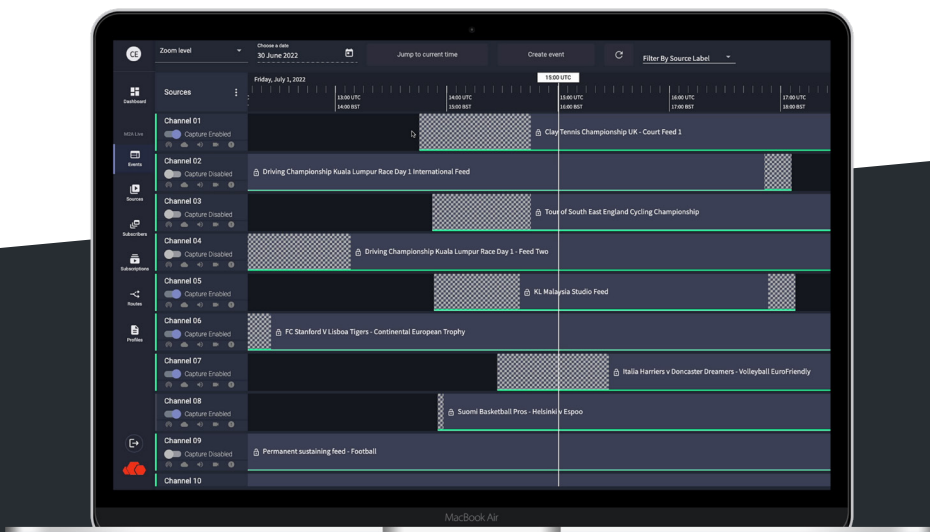 CE
Zoom level
Choose a date
30 June 2022
Jump to current time
Create event
Filter By Source Label
15:00 UTC
Friday, July 1, 2022
Sources
13:00 UTC
14:00 BST
14:00 UTC
15:00 BST
15:00 UTC
16:00 BST
16:00 UTC
17:00 BST
17:00 UTC
18:00 BST
Dashboard
M2A Live
Events
Sources
Subscribers
Subscriptions
Routes
Profiles
Channel 01
Capture Enabled
Clay Tennis Championship UK - Court Feed 1
Channel 02
Capture Disabled
Driving Championship Kuala Lumpur Race Day 1 International Feed
Channel 03
Capture Disabled
Tour of South East England Cycling Championship
Channel 04
Capture Disabled
Driving Championship Kuala Lumpur Race Day 1 - Feed Two
Channel 05
Capture Enabled
KL Malaysia Studio Feed
Channel 06
Capture Enabled
FC Stanford V Lisboa Tigers - Continental European Trophy
Channel 07
Capture Enabled
Italia Harriers v Doncaster Dreamers - Volleyball EuroFriendly
Channel 08
Capture Enabled
Suomi Basketball Pros - Helsinki v Espoo
Channel 09
Capture Disabled
Permanent sustaining feed - Football
Channel 10
MacBook Air